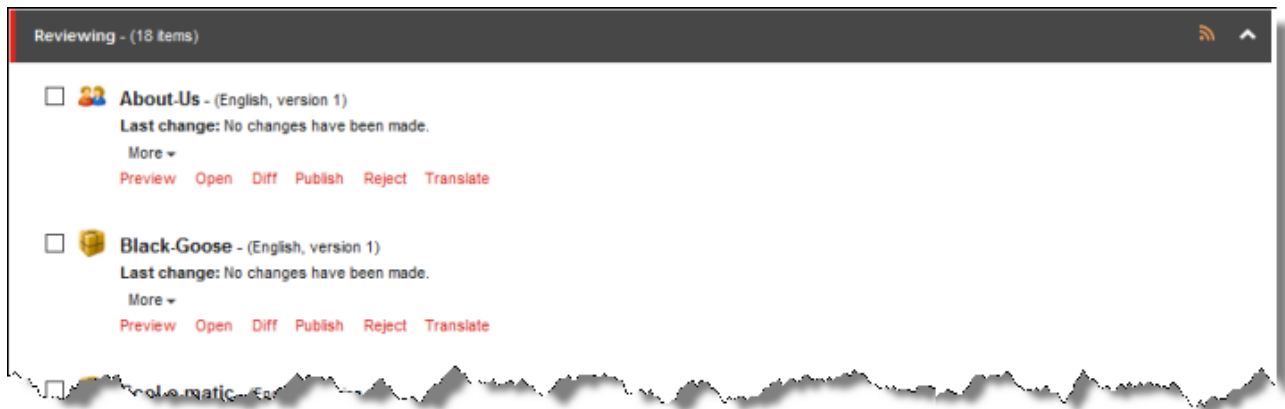 Reviewing - (18 items)
About-Us - (English, version 1)
Last change: No changes have been made.
More
Preview Open Diff Publish Reject Translate
Black-Goose - (English, version 1)
Last change: No changes have been made.
More
Preview Open Diff Publish Reject Translate